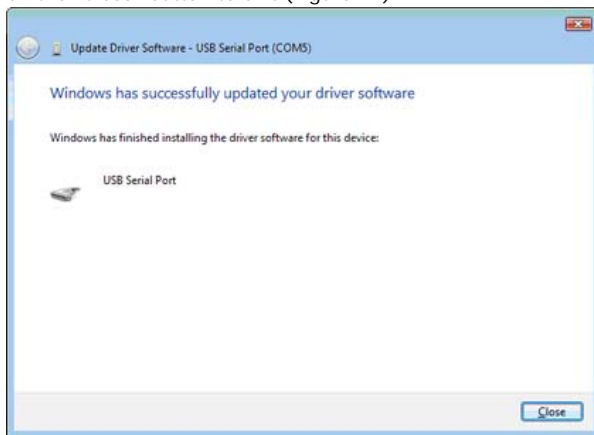 Update Driver Software - USB Serial Port (COM5)
Windows has successfully updated your driver software
Windows has finished installing the driver software for this device:
USB Serial Port
Close